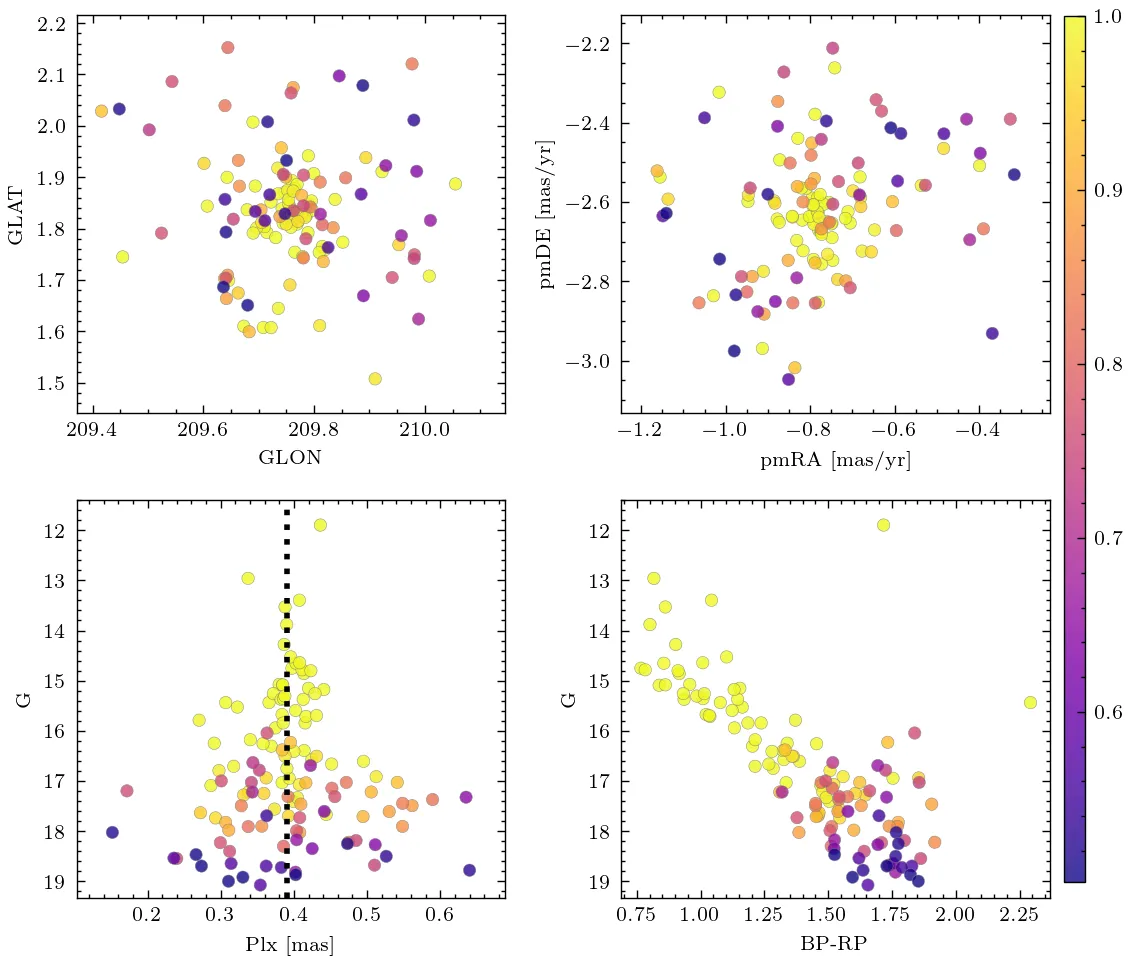 2.2
2.1
2.0
1.9
1.8
1.7
1.6
1.5
GLAT
209.4 209.6 209.8 210.0
GLON
−2.2
−2.4
−2.6
−2.8
−3.0
pmDE [mas/yr]
−1.2 −1.0 −0.8 −0.6 −0.4
pmRA [mas/yr]
12
13
14
15
16
17
18
19
G
0.2 0.3 0.4 0.5 0.6
Plx [mas]
12
13
14
15
16
17
18
19
G
0.75 1.00 1.25 1.50 1.75 2.00 2.25
BP-RP
1.0
0.9
0.8
0.7
0.6